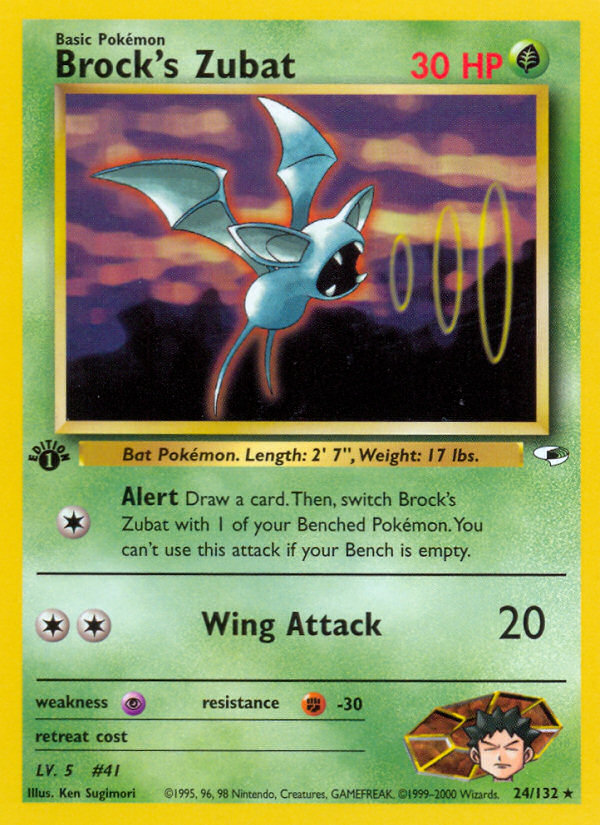 Basic Pokémon
Brock's Zubat 30 HP
EDITION
1
Bat Pokémon. Length: 2' 7", Weight: 17 lbs.
Alert Draw a card. Then, switch Brock's
Zubat with 1 of your Benched Pokémon. You
can't use this attack if your Bench is empty.
Wing Attack 20
weakness resistance -30
retreat cost
LV. 5 #41
Illus. Ken Sugimori ©1995, 96, 98 Nintendo, Creatures, GAMEFREAK. ©1999-2000 Wizards. 24/132 ★